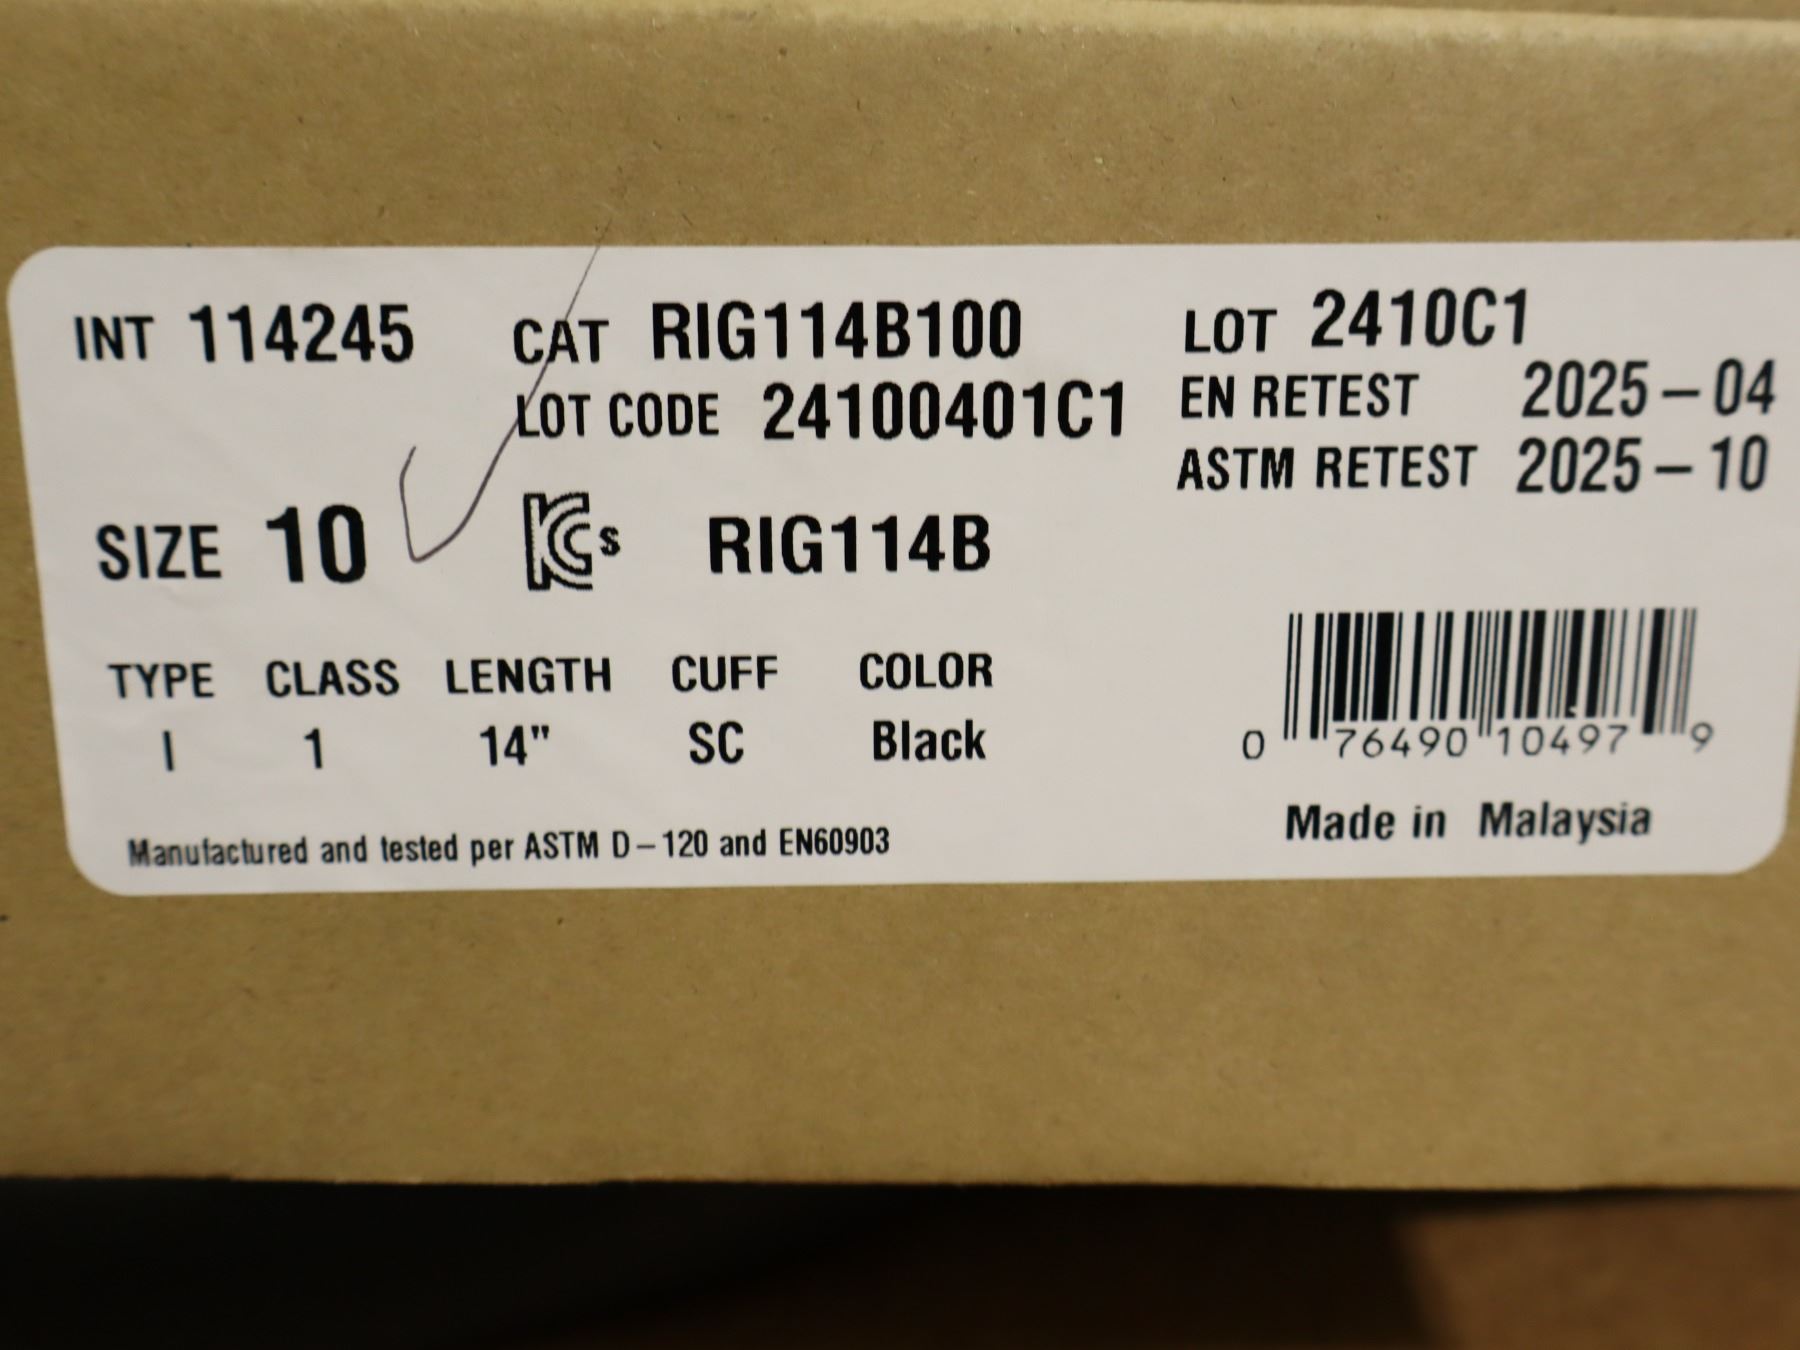 INT 114245 CAT RIG114B100 LOT 2410C1
LOT CODE 24100401C1 EN RETEST 2025-04
ASTM RETEST 2025-10
SIZE 10 KCs RIG114B
TYPE CLASS LENGTH CUFF COLOR
I 1 14" SC Black
0 76490 10497 9
Manufactured and tested per ASTM D-120 and EN60903
Made in Malaysia